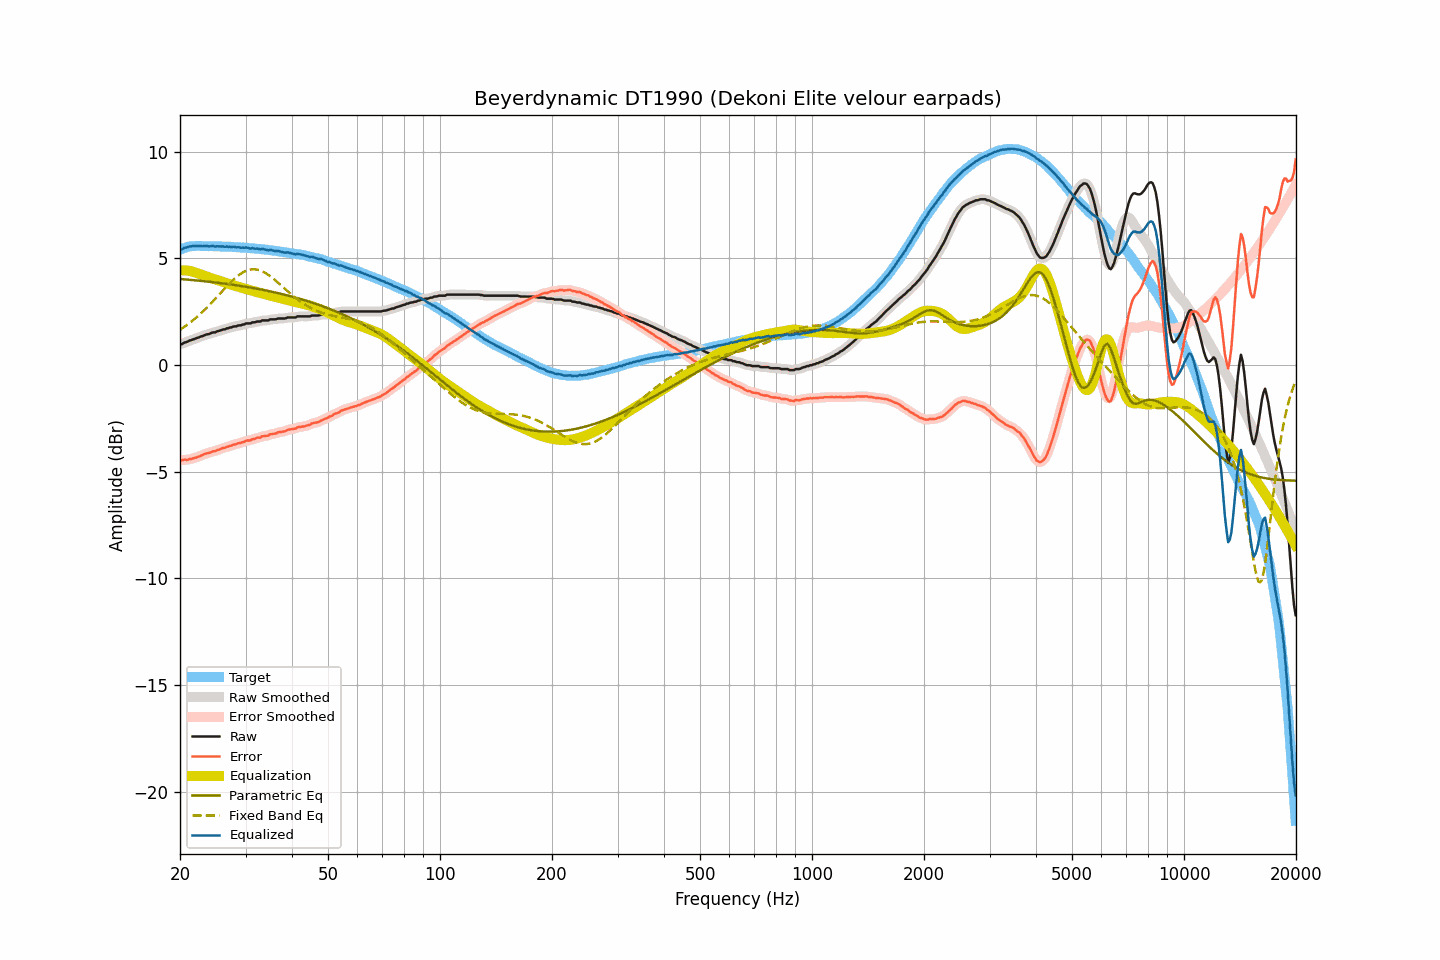 Beyerdynamic DT1990 (Dekoni Elite velour earpads)
10
5
0
−5
−10
−15
−20
Amplitude (dBr)
Target
Raw Smoothed
Error Smoothed
Raw
Error
Equalization
Parametric Eq
Fixed Band Eq
Equalized
20 50 100 200 500 1000 2000 5000 10000 20000
Frequency (Hz)